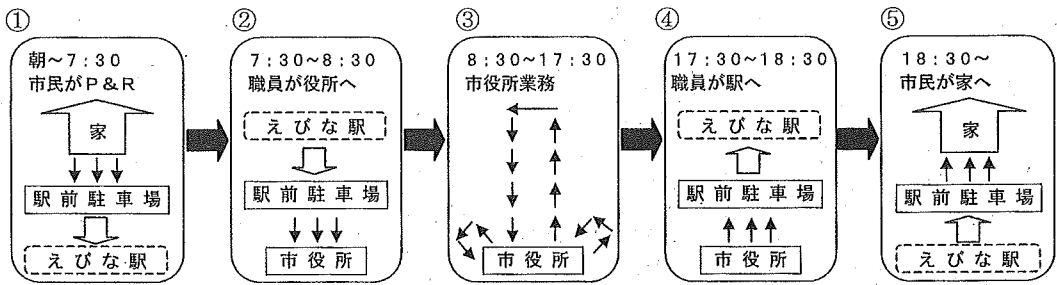 ①
朝～7:30
市民がP&R
家
駅前駐車場
えびな駅
②
7:30～8:30
職員が役所へ
えびな駅
駅前駐車場
市役所
③
8:30～17:30
市役所業務
市役所
④
17:30～18:30
職員が駅へ
えびな駅
駅前駐車場
市役所
⑤
18:30～
市民が家へ
家
駅前駐車場
えびな駅